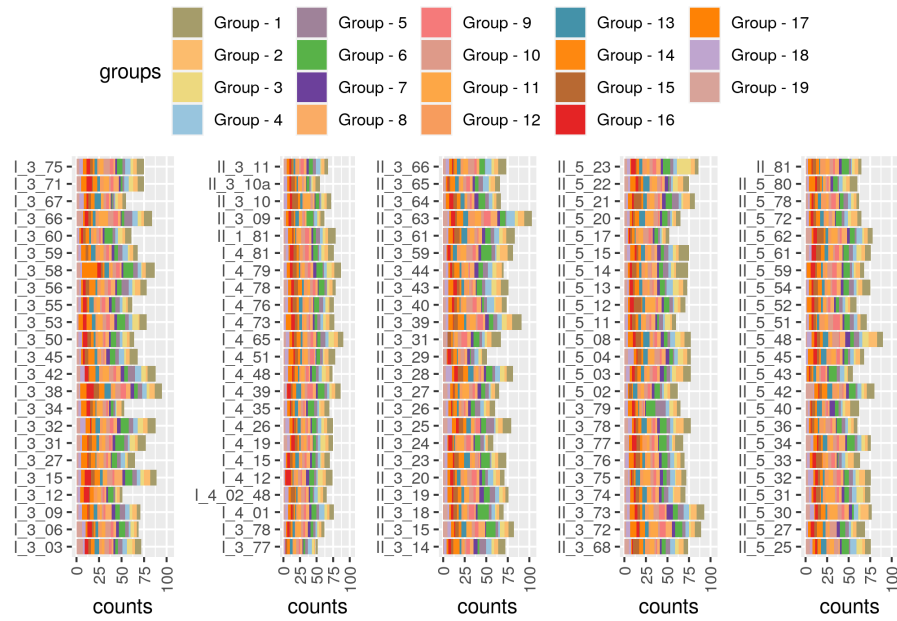 groups
Group - 1
Group - 2
Group - 3
Group - 4
Group - 5
Group - 6
Group - 7
Group - 8
Group - 9
Group - 10
Group - 11
Group - 12
Group - 13
Group - 14
Group - 15
Group - 16
Group - 17
Group - 18
Group - 19
I_3_75
I_3_71
I_3_67
I_3_66
I_3_60
I_3_59
I_3_58
I_3_56
I_3_55
I_3_53
I_3_50
I_3_45
I_3_42
I_3_38
I_3_34
I_3_32
I_3_31
I_3_27
I_3_15
I_3_12
I_3_09
I_3_06
I_3_03
0
25
50
75
100
counts
II_3_11
II_3_10a
II_3_10
II_3_09
II_1_81
I_4_81
I_4_79
I_4_78
I_4_76
I_4_73
I_4_65
I_4_51
I_4_48
I_4_39
I_4_35
I_4_26
I_4_19
I_4_15
I_4_12
I_4_02_48
I_4_01
I_3_78
I_3_77
0
25
50
75
100
counts
II_3_66
II_3_65
II_3_64
II_3_63
II_3_61
II_3_59
II_3_44
II_3_43
II_3_40
II_3_39
II_3_31
II_3_29
II_3_28
II_3_27
II_3_26
II_3_25
II_3_24
II_3_23
II_3_20
II_3_19
II_3_18
II_3_15
II_3_14
0
25
50
75
100
counts
II_5_23
II_5_22
II_5_21
II_5_20
II_5_17
II_5_15
II_5_14
II_5_13
II_5_12
II_5_11
II_5_08
II_5_04
II_5_03
II_5_02
II_3_79
II_3_78
II_3_77
II_3_76
II_3_75
II_3_74
II_3_73
II_3_72
II_3_68
0
25
50
75
100
counts
II_81
II_5_80
II_5_78
II_5_72
II_5_62
II_5_61
II_5_59
II_5_54
II_5_52
II_5_51
II_5_48
II_5_45
II_5_43
II_5_42
II_5_40
II_5_36
II_5_34
II_5_33
II_5_32
II_5_31
II_5_30
II_5_27
II_5_25
0
25
50
75
100
counts